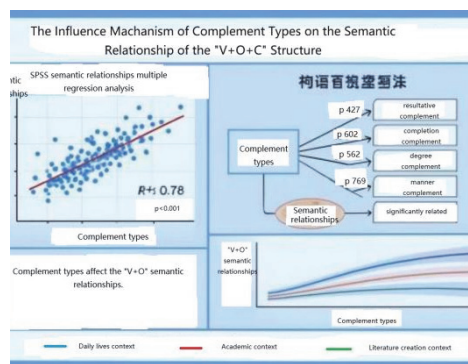 The Influence Machanism of Complement Types on the Semantic
Relationship of the "V+O+C" Structure
SPSS semantic relationships multiple
regression analysis
p<0.001
Complement types
Complement types affect the "V+O" semantic
relationships.
Complement
types
p 427
p 602
p 562
p 769
resultative
complement
completion
complement
degree
complement
manner
complement
Semantic
relationships
significantly related
"V+O"
semantic
relationships
Complement types
Daily lives context
Academic context
Literature creation context